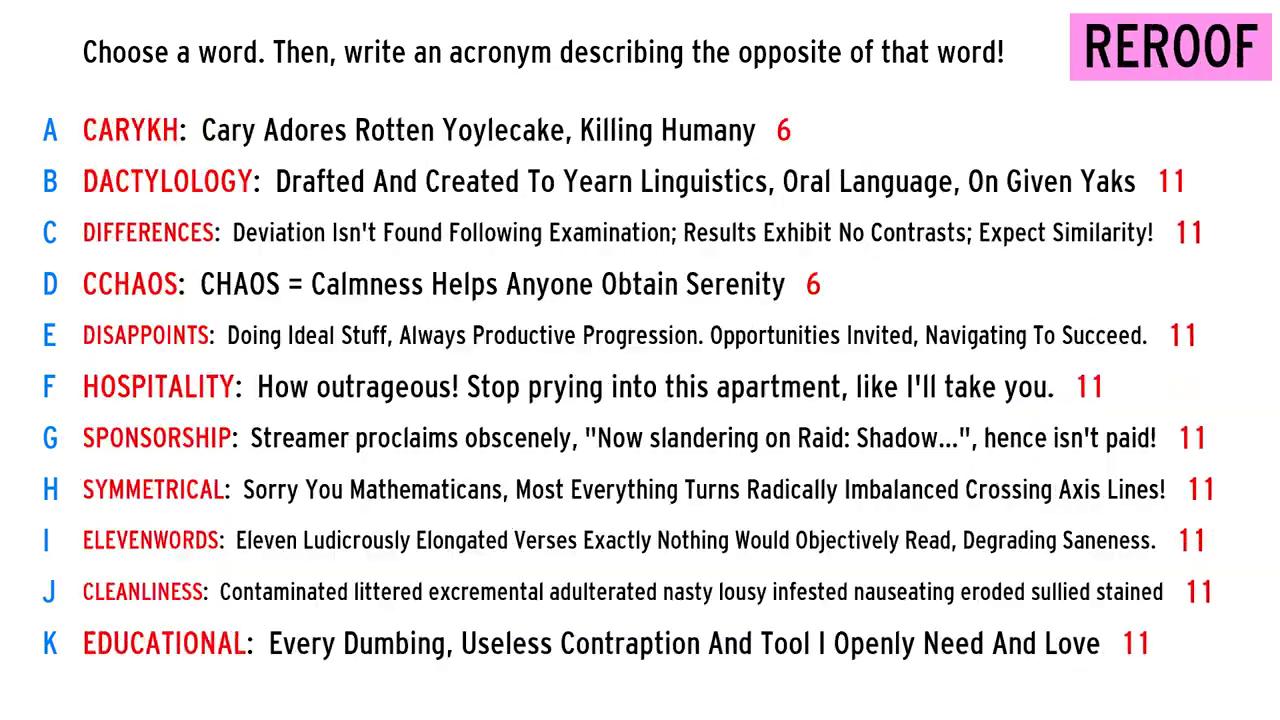 Choose a word. Then, write an acronym describing the opposite of that word!
REROOF
A CARYKH: Cary Adores Rotten Yoylecake, Killing Humany 6
B DACTYLOLOGY: Drafted And Created To Yearn Linguistics, Oral Language, On Given Yaks 11
C DIFFERENCES: Deviation Isn't Found Following Examination; Results Exhibit No Contrasts; Expect Similarity! 11
D CCHAOS: CHAOS = Calmness Helps Anyone Obtain Serenity 6
E DISAPPOINTS: Doing Ideal Stuff, Always Productive Progression. Opportunities Invited, Navigating To Succeed. 11
F HOSPITALITY: How outrageous! Stop prying into this apartment, like I'll take you. 11
G SPONSORSHIP: Streamer proclaims obscenely, "Now slandering on Raid: Shadow...", hence isn't paid! 11
H SYMMETRICAL: Sorry You Mathematicans, Most Everything Turns Radically Imbalanced Crossing Axis Lines! 11
I ELEVENWORDS: Eleven Ludicrously Elongated Verses Exactly Nothing Would Objectively Read, Degrading Saneness. 11
J CLEANLINESS: Contaminated littered excremental adulterated nasty lousy infested nauseating eroded sullied stained 11
K EDUCATIONAL: Every Dumbing, Useless Contraption And Tool I Openly Need And Love 11